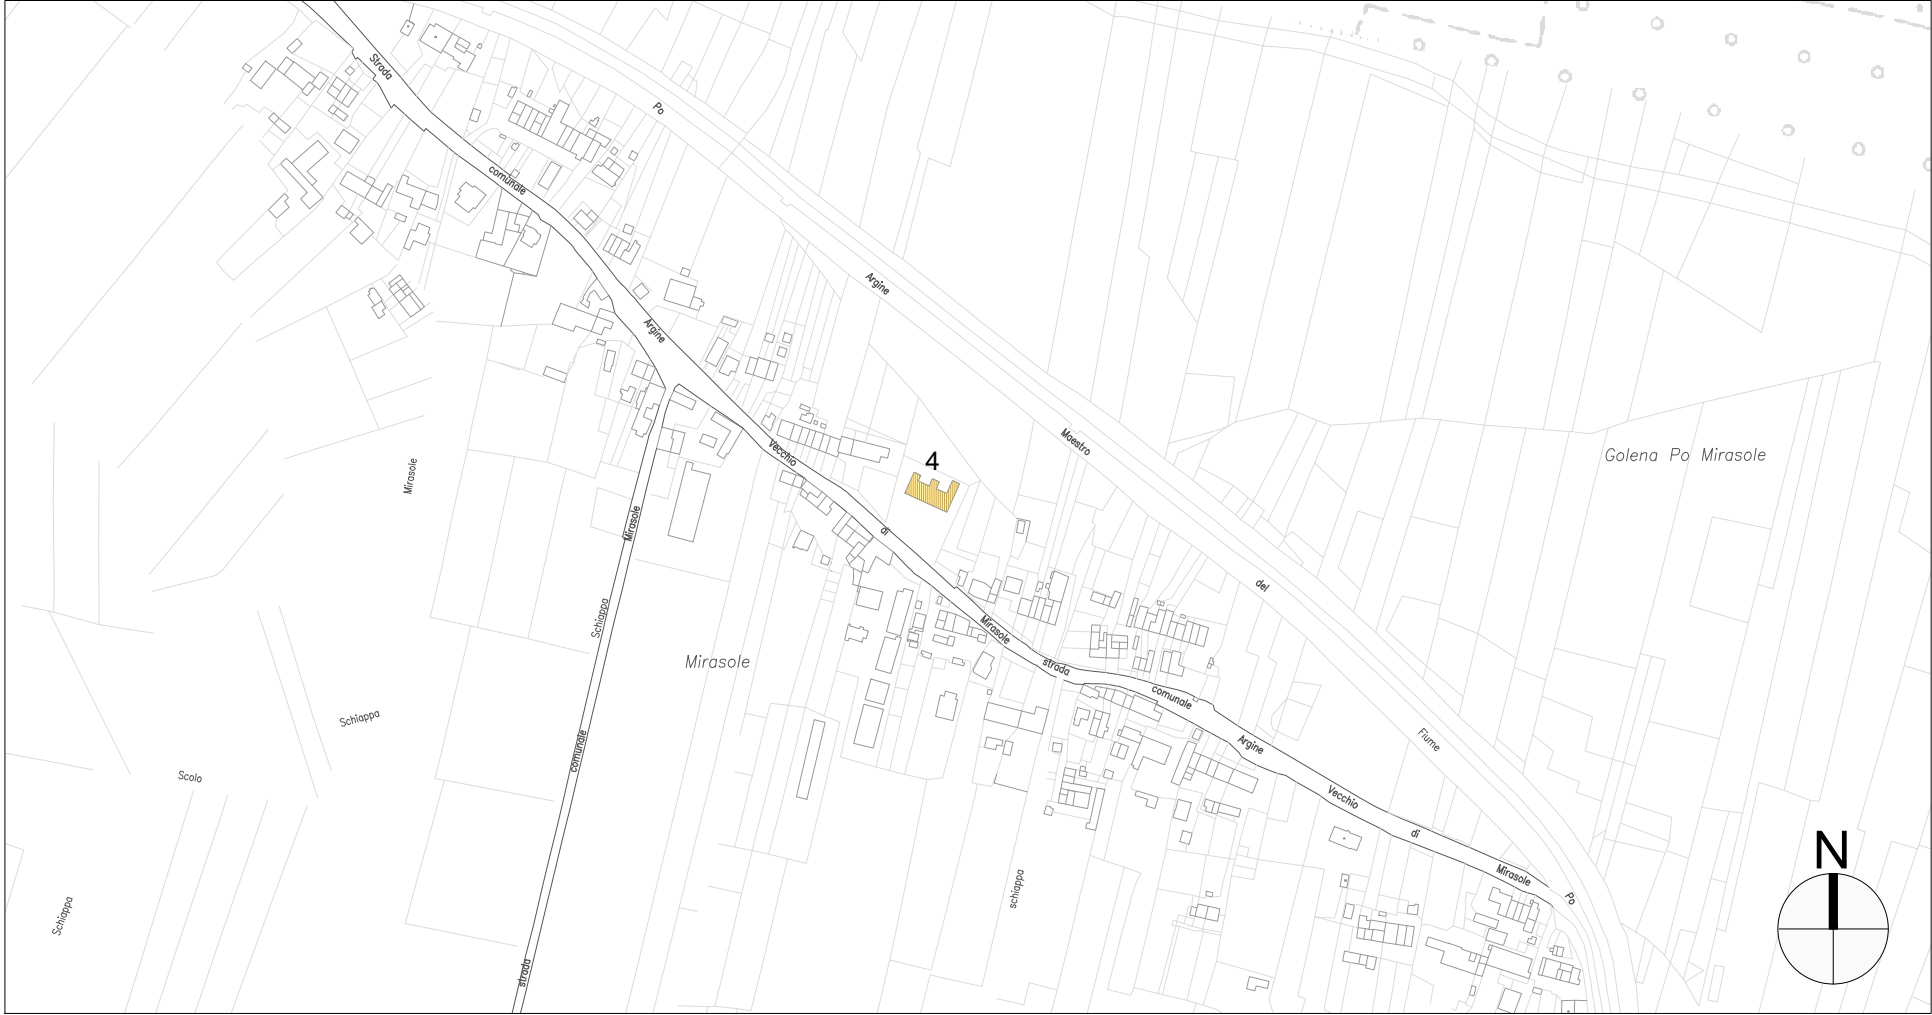 Strada
Po
comunale
Argine
Argine
Maestro
Golena Po Mirasole
Vecchio
4
Mirasole
di
Mirasole
del
Schiappa
Mirasole
Mirasole
strada
comunale
Schiappa
Argine
Fiume
comunale
Scolo
Vecchio
di
N
Mirasole
Po
schiappa
Schiappa
strada